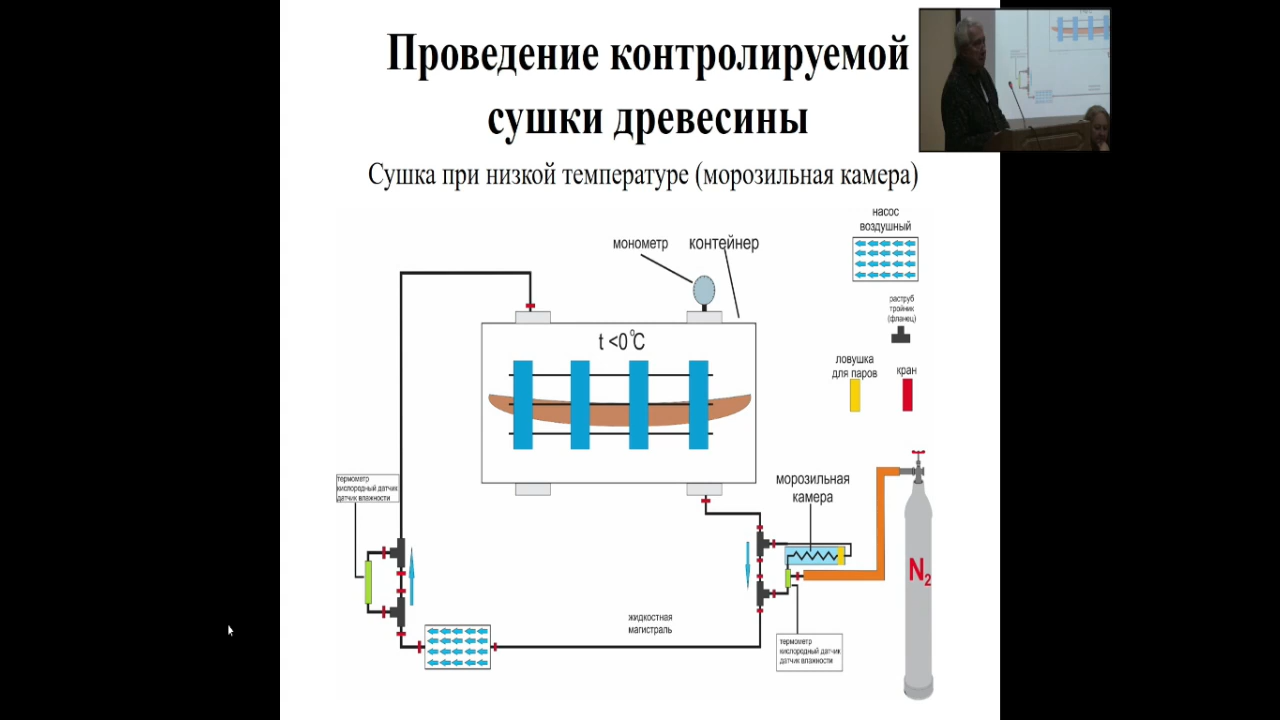 Проведение контролируемой
сушки древесины
Сушка при низкой температуре (морозильная камера)
насос
воздушный
монометр
контейнер
раструб
тройник
(фланец)
t <0°C
ловушка
для паров
кран
термометр
кислородный датчик
датчик влажности
морозильная
камера
N2
жидкостная
магистраль
термометр
кислородный датчик
датчик влажности